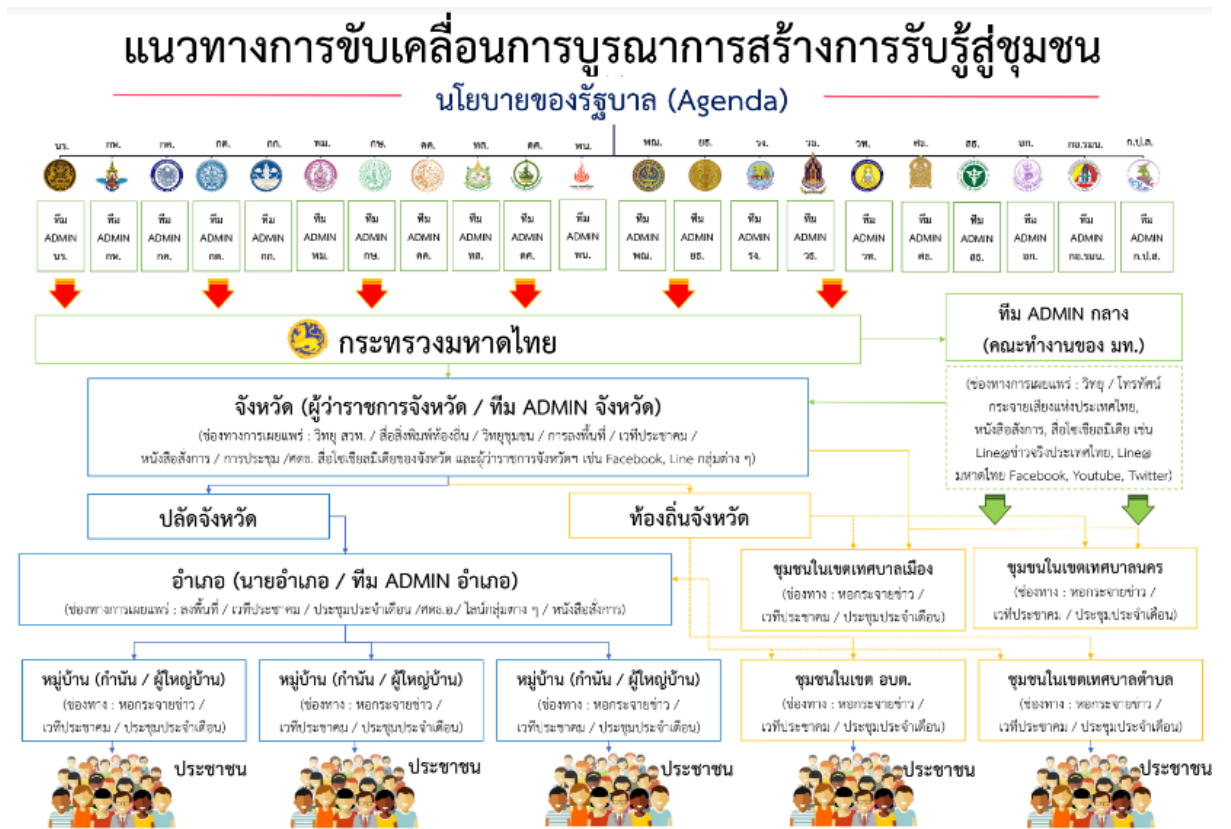 แนวทางการขับเคลื่อนการบูรณาการสร้างการรับรู้สู่ชุมชน
นโยบายของรัฐบาล (Agenda)
นร. กห. กค. กต. กก. พม. กษ. คค. ทส. ดศ. พน. พณ. ยธ. รง. วธ. วท. ศธ. สธ. อก. กอ.รมน. ก.ป.ส.
ทีม ทีม ทีม ทีม ทีม ทีม ทีม ทีม ทีม ทีม ทีม ทีม ทีม ทีม ทีม ทีม ทีม ทีม ทีม ทีม ทีม
ADMIN ADMIN ADMIN ADMIN ADMIN ADMIN ADMIN ADMIN ADMIN ADMIN ADMIN ADMIN ADMIN ADMIN ADMIN ADMIN ADMIN ADMIN ADMIN ADMIN ADMIN
นร. กห. กค. กต. กก. พม. กษ. คค. ทส. ดศ. พน. พณ. ยธ. รง. วธ. วท. ศธ. สธ. อก. กอ.รมน. ก.ป.ส.
กระทรวงมหาดไทย
ทีม ADMIN กลาง
(คณะทำงานของ มท.)
(ช่องทางการเผยแพร่ : วิทยุ / โทรทัศน์
กระจายเสียงแห่งประเทศไทย,
หนังสือสั่งการ, สื่อโซเชียลมีเดีย เช่น
Line@ข่าวจริงประเทศไทย, Line@
มหาดไทย Facebook, Youtube, Twitter)
จังหวัด (ผู้ว่าราชการจังหวัด / ทีม ADMIN จังหวัด)
(ช่องทางการเผยแพร่ : วิทยุ สวท. / สื่อสิ่งพิมพ์ท้องถิ่น / วิทยุชุมชน / การลงพื้นที่ / เวทีประชาคม /
หนังสือสั่งการ / การประชุม /ศดธ. สื่อโซเชียลมีเดียของจังหวัด และผู้ว่าราชการจังหวัดฯ เช่น Facebook, Line กลุ่มต่าง ๆ)
ปลัดจังหวัด
ท้องถิ่นจังหวัด
อำเภอ (นายอำเภอ / ทีม ADMIN อำเภอ)
(ช่องทางการเผยแพร่ : ลงพื้นที่ / เวทีประชาคม / ประชุมประจำเดือน /ศดธ.อ./ ไลน์กลุ่มต่าง ๆ / หนังสือสั่งการ)
ชุมชนในเขตเทศบาลเมือง
(ช่องทาง : หอกระจายข่าว /
เวทีประชาคม / ประชุมประจำเดือน)
ชุมชนในเขตเทศบาลนคร
(ช่องทาง : หอกระจายข่าว /
เวทีประชาคม / ประชุมประจำเดือน)
หมู่บ้าน (กำนัน / ผู้ใหญ่บ้าน)
(ช่องทาง : หอกระจายข่าว /
เวทีประชาคม / ประชุมประจำเดือน)
หมู่บ้าน (กำนัน / ผู้ใหญ่บ้าน)
(ช่องทาง : หอกระจายข่าว /
เวทีประชาคม / ประชุมประจำเดือน)
หมู่บ้าน (กำนัน / ผู้ใหญ่บ้าน)
(ช่องทาง : หอกระจายข่าว /
เวทีประชาคม / ประชุมประจำเดือน)
ชุมชนในเขต อบต.
(ช่องทาง : หอกระจายข่าว /
เวทีประชาคม / ประชุมประจำเดือน)
ชุมชนในเขตเทศบาลตำบล
(ช่องทาง : หอกระจายข่าว /
เวทีประชาคม / ประชุมประจำเดือน)
ประชาชน
ประชาชน
ประชาชน
ประชาชน
ประชาชน